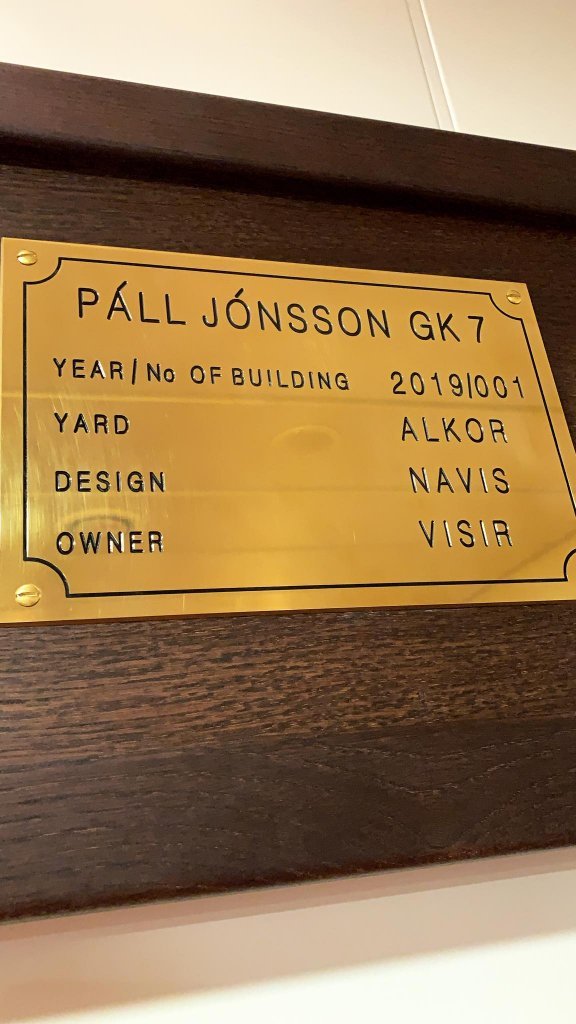 PÁLL JÓNSSON GK 7
YEAR/No OF BUILDING 2019/001
YARD ALKOR
DESIGN NAVIS
OWNER VISIR